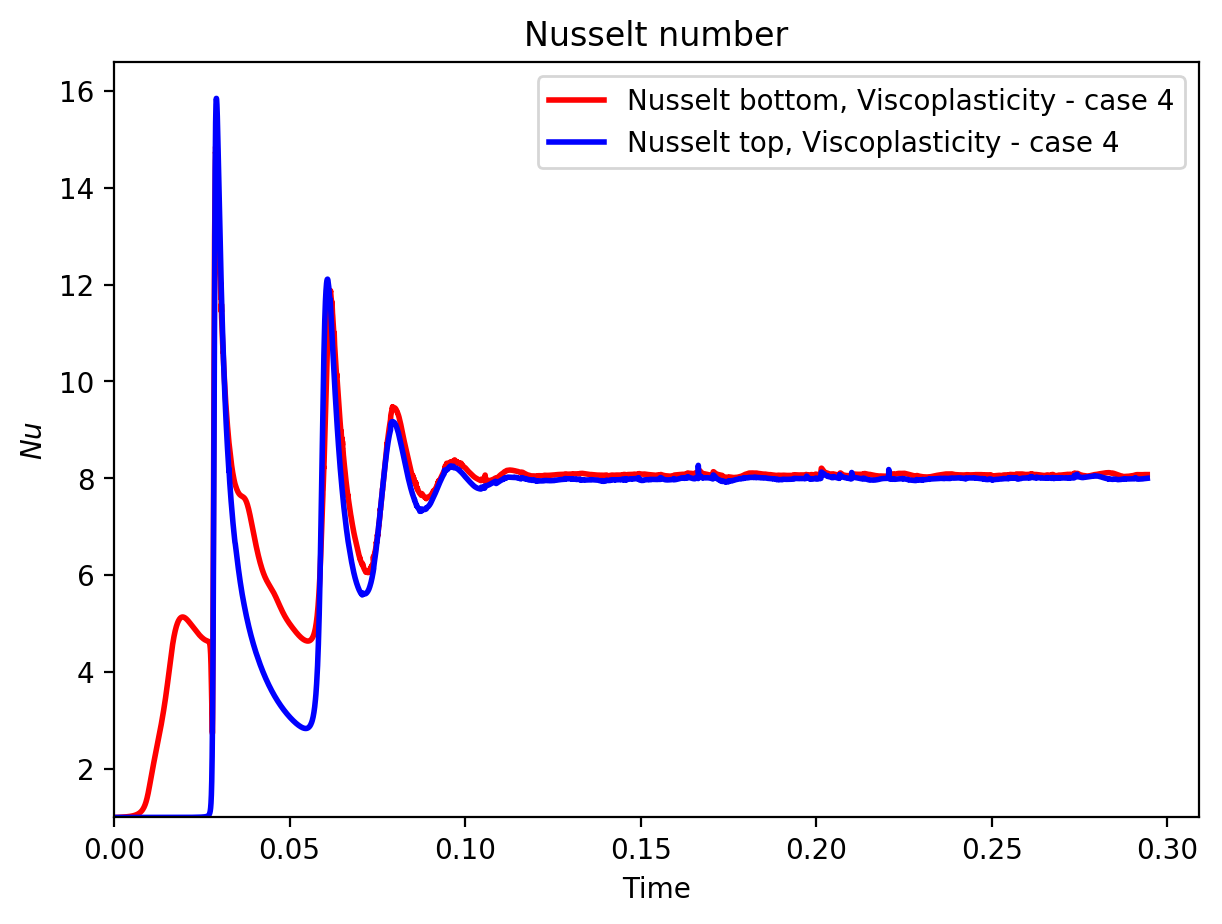 Nusselt number
Nusselt bottom, Viscoplasticity - case 4
Nusselt top, Viscoplasticity - case 4
16
14
12
10
8
6
4
2
Nu
0.00 0.05 0.10 0.15 0.20 0.25 0.30
Time